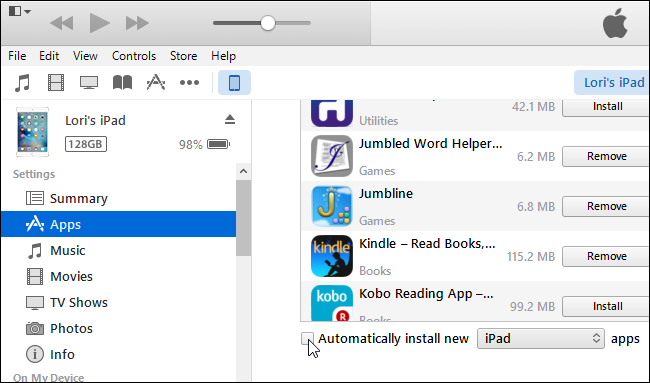 File Edit View Controls Store Help
Lori's iPad
Lori's iPad
128GB 98%
Settings
Summary
Apps
Music
Movies
TV Shows
Photos
Info
On My Device
Utilities
42.1 MB
Install
Jumbled Word Helper...
Games
6.2 MB
Remove
Jumbline
Games
6.8 MB
Remove
kindle
Kindle – Read Books,...
Books
115.2 MB
Remove
kobo
R
Kobo Reading App –...
Books
99.2 MB
Install
Automatically install new iPad apps